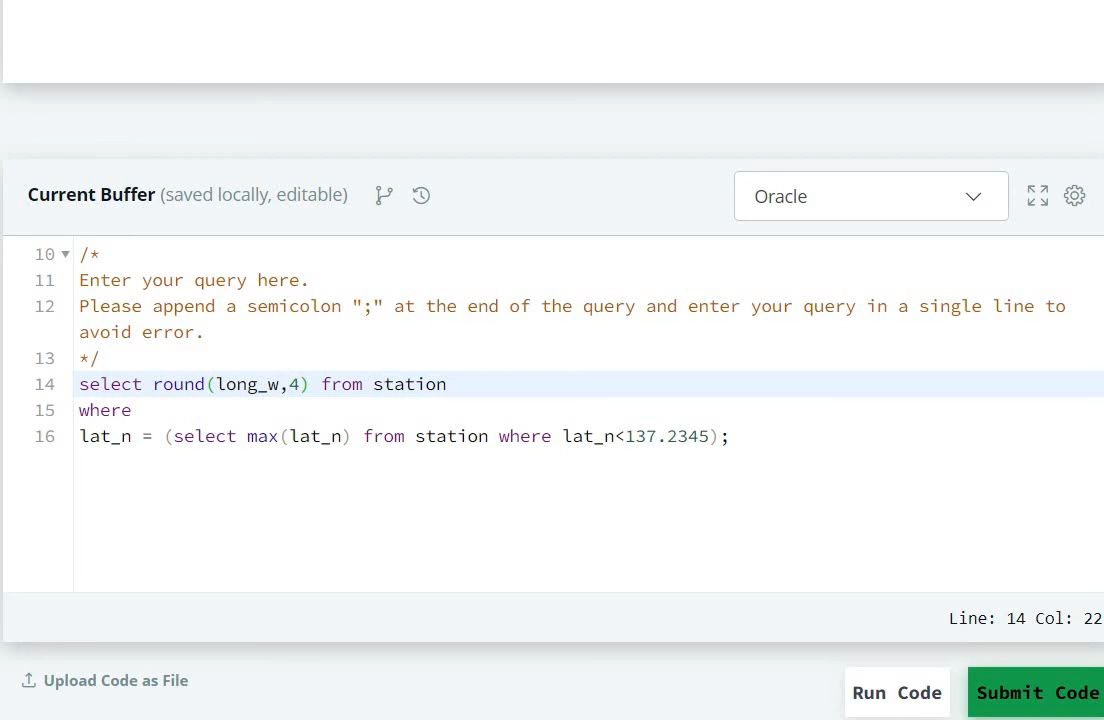 Current Buffer (saved locally, editable)
Oracle
10 /*
11 Enter your query here.
12 Please append a semicolon ";" at the end of the query and enter your query in a single line to
avoid error.
13 */
14 select round(long_w,4) from station
15 where
16 lat_n = (select max(lat_n) from station where lat_n<137.2345);
Line: 14 Col: 22
Upload Code as File
Run Code
Submit Code